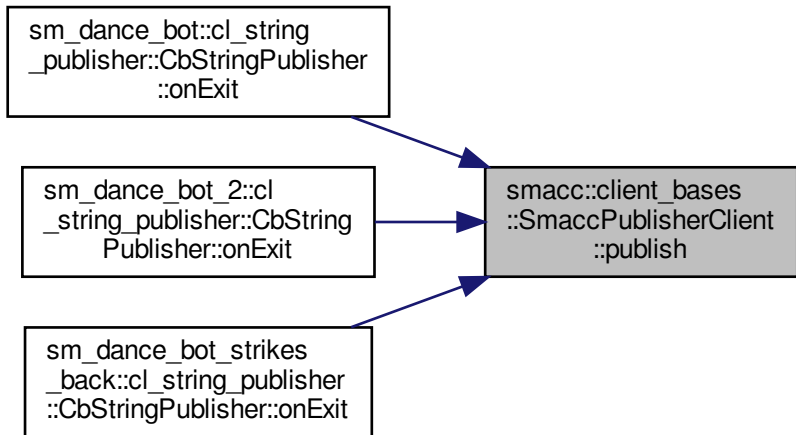 sm_dance_bot::cl_string
_publisher::CbStringPublisher
::onExit
sm_dance_bot_2::cl
_string_publisher::CbString
Publisher::onExit
sm_dance_bot_strikes
_back::cl_string_publisher
::CbStringPublisher::onExit
smacc::client_bases
::SmaccPublisherClient
::publish